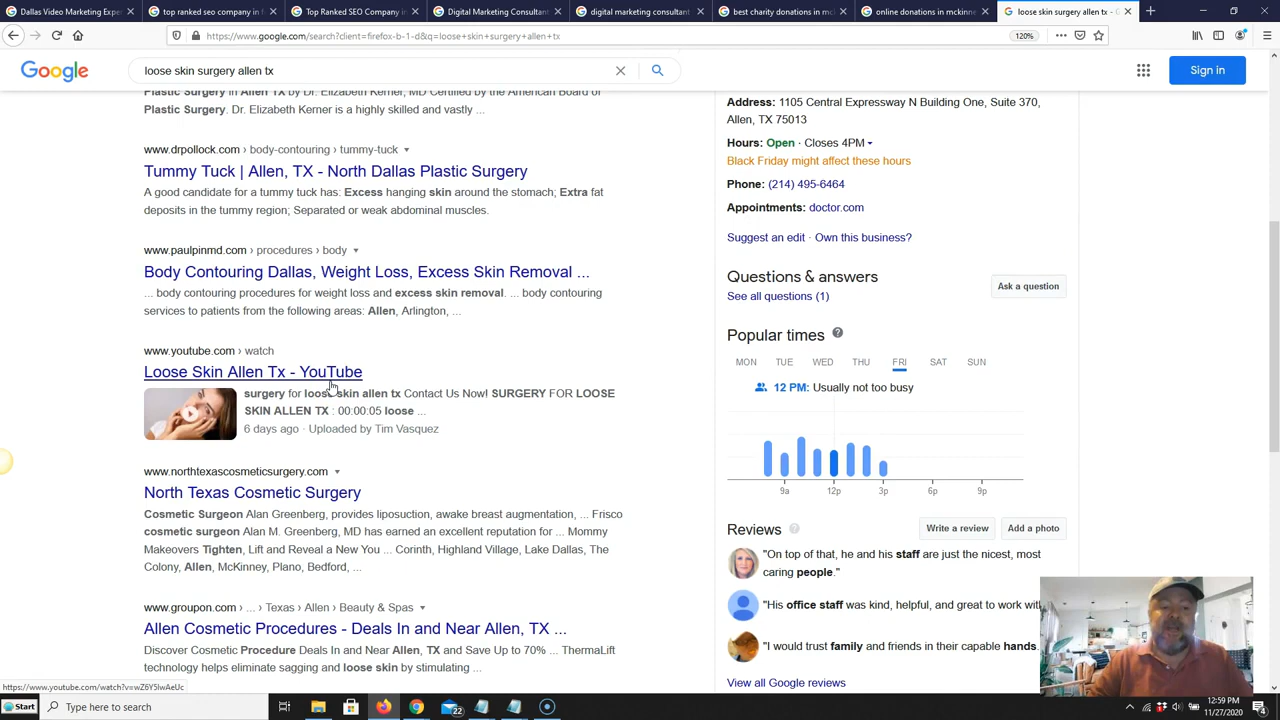 Dallas Video Marketing Exper
top ranked seo company in f
Top Ranked SEO Company in
Digital Marketing Consultant
digital marketing consultant
best charity donations in mcki
online donations in mckinne
loose skin surgery allen tx - G
https://www.google.com/search?client=firefox-b-1-d&q=loose+skin+surgery+allen+tx
120%
Google
loose skin surgery allen tx
Sign in
Plastic Surgery in Allen TX by Dr. Elizabeth Kerner, MD Certified by the American Board of
Plastic Surgery. Dr. Elizabeth Kerner is a highly skilled and vastly ...
www.drpollock.com › body-contouring › tummy-tuck
Tummy Tuck | Allen, TX - North Dallas Plastic Surgery
A good candidate for a tummy tuck has: Excess hanging skin around the stomach; Extra fat
deposits in the tummy region; Separated or weak abdominal muscles.
www.paulpinmd.com › procedures › body
Body Contouring Dallas, Weight Loss, Excess Skin Removal ...
... body contouring procedures for weight loss and excess skin removal. ... body contouring
services to patients from the following areas: Allen, Arlington, ...
www.youtube.com › watch
Loose Skin Allen Tx - YouTube
surgery for loose skin allen tx Contact Us Now! SURGERY FOR LOOSE
SKIN ALLEN TX : 00:00:05 loose ...
6 days ago · Uploaded by Tim Vasquez
www.northtexascosmeticsurgery.com
North Texas Cosmetic Surgery
Cosmetic Surgeon Alan Greenberg, provides liposuction, awake breast augmentation, ... Frisco
cosmetic surgeon Alan M. Greenberg, MD has earned an excellent reputation for ... Mommy
Makeovers Tighten, Lift and Reveal a New You ... Corinth, Highland Village, Lake Dallas, The
Colony, Allen, McKinney, Plano, Bedford, ...
www.groupon.com › ... › Texas › Allen › Beauty & Spas
Allen Cosmetic Procedures - Deals In and Near Allen, TX ...
Discover Cosmetic Procedure Deals In and Near Allen, TX and Save Up to 70% ... ThermaLift
technology helps eliminate sagging and loose skin by stimulating ...
Address: 1105 Central Expressway N Building One, Suite 370,
Allen, TX 75013
Hours: Open · Closes 4PM
Black Friday might affect these hours
Phone: (214) 495-6464
Appointments: doctor.com
Suggest an edit · Own this business?
Questions & answers
See all questions (1)
Ask a question
Popular times
MON TUE WED THU FRI SAT SUN
12 PM: Usually not too busy
9a 12p 3p 6p 9p
Reviews
Write a review
Add a photo
"On top of that, he and his staff are just the nicest, most
caring people."
"His office staff was kind, helpful, and great to work with
"I would trust family and friends in their capable hands.
View all Google reviews
https://www.youtube.com/watch?v=wZ6Y5lwAeUc
Start
Type here to search
22
12:59 PM
11/27/2020
4